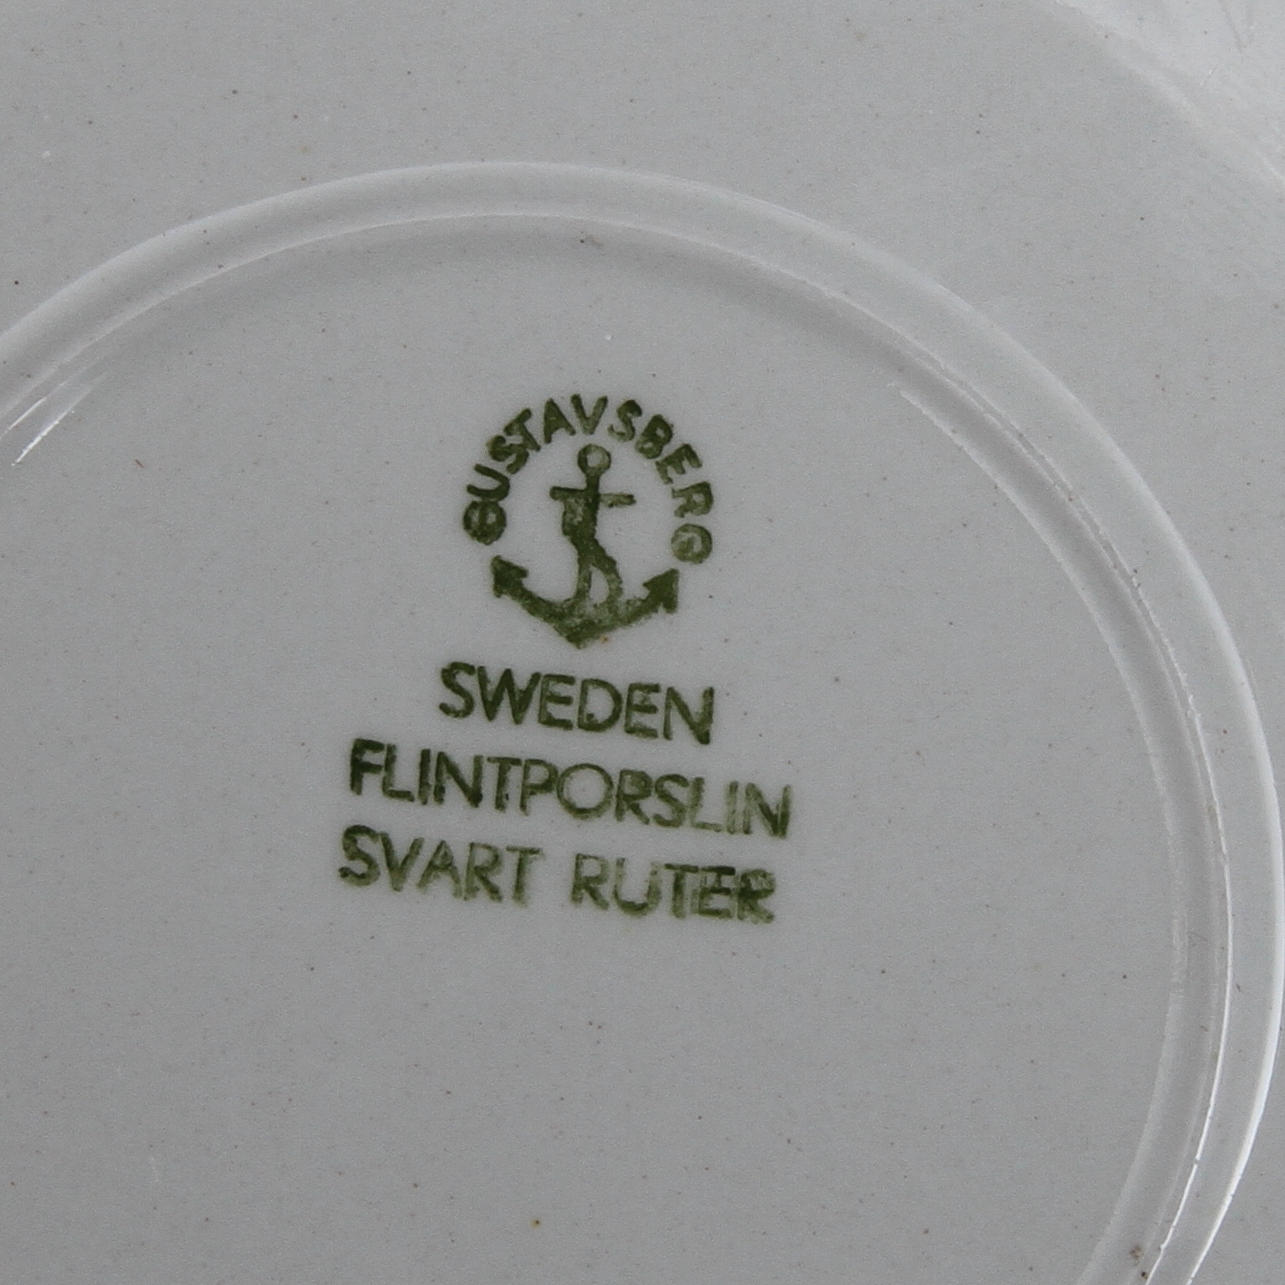 GUSTAVSBERG
SWEDEN
FLINTPORSLIN
SVART RUTER